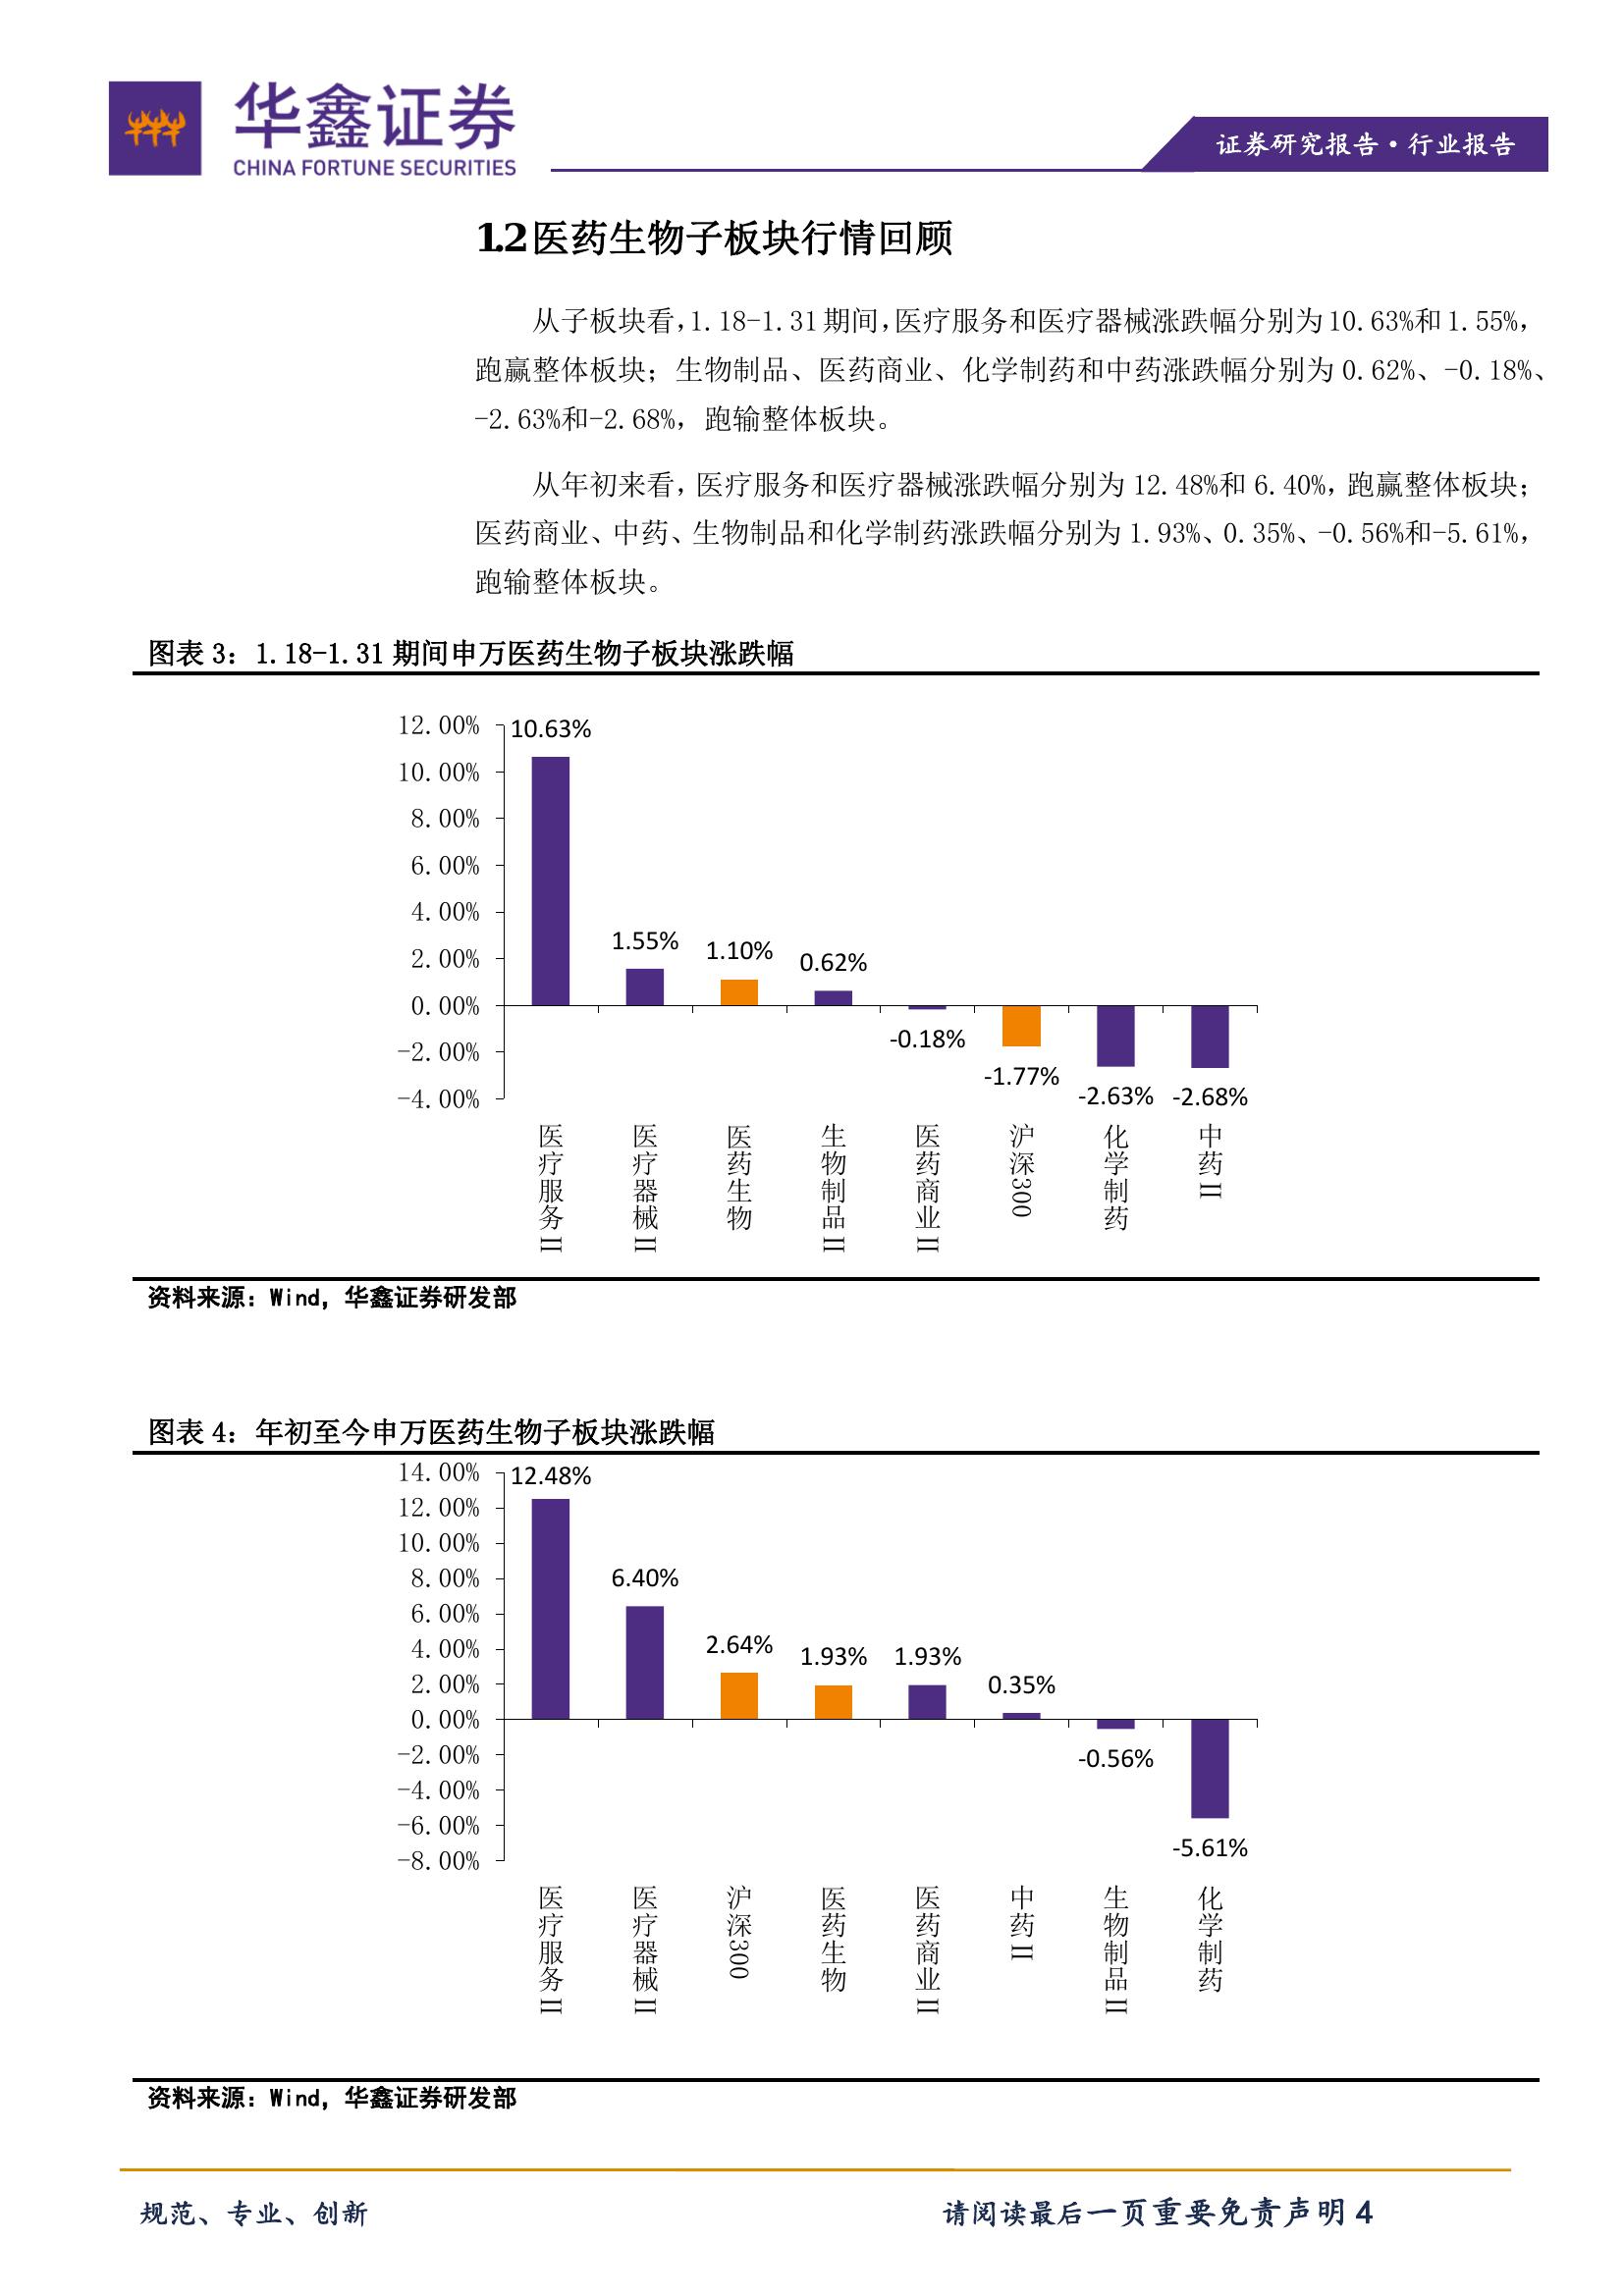 华鑫证券
CHINA FORTUNE SECURITIES
证券研究报告·行业报告
1.2医药生物子板块行情回顾
从子板块看，1.18-1.31期间，医疗服务和医疗器械涨跌幅分别为10.63%和1.55%，
跑赢整体板块；生物制品、医药商业、化学制药和中药涨跌幅分别为0.62%、-0.18%、
-2.63%和-2.68%，跑输整体板块。
从年初来看，医疗服务和医疗器械涨跌幅分别为12.48%和6.40%，跑赢整体板块；
医药商业、中药、生物制品和化学制药涨跌幅分别为1.93%、0.35%、-0.56%和-5.61%，
跑输整体板块。
图表3：1.18-1.31期间申万医药生物子板块涨跌幅
12.00%
10.00%
8.00%
6.00%
4.00%
2.00%
0.00%
-2.00%
-4.00%
10.63%
1.55%
1.10%
0.62%
-0.18%
-1.77%
-2.63%
-2.68%
医疗服务II
医疗器械II
医药生物
生物制品II
医药商业II
沪深300
化学制药
中药II
资料来源：Wind，华鑫证券研发部
图表4：年初至今申万医药生物子板块涨跌幅
14.00%
12.00%
10.00%
8.00%
6.00%
4.00%
2.00%
0.00%
-2.00%
-4.00%
-6.00%
-8.00%
12.48%
6.40%
2.64%
1.93%
1.93%
0.35%
-0.56%
-5.61%
医疗服务II
医疗器械II
沪深300
医药生物
医药商业II
中药II
生物制品II
化学制药
资料来源：Wind，华鑫证券研发部
规范、专业、创新
请阅读最后一页重要免责声明 4